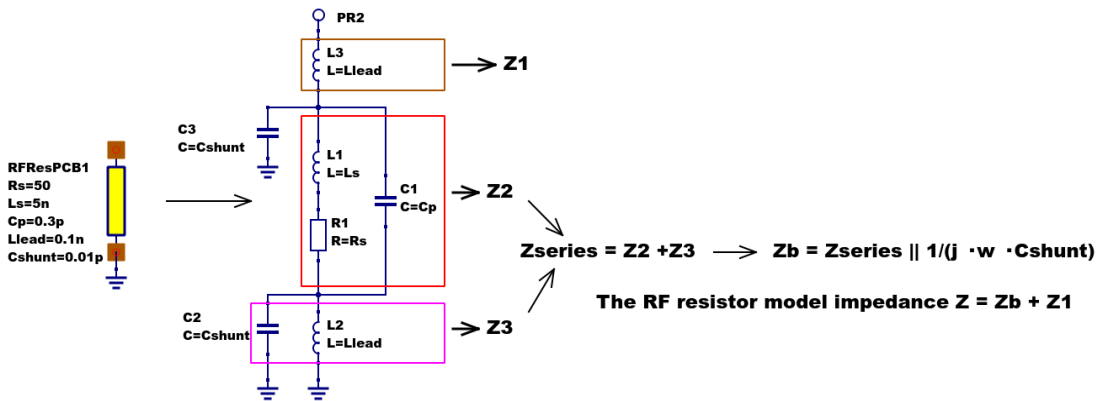 PR2
L3
L=Llead
Z1
C3
C=Cshunt
RFResPCB1
Rs=50
Ls=5n
Cp=0.3p
Llead=0.1n
Cshunt=0.01p
L1
L=Ls
C1
C=Cp
Z2
R1
R=Rs
Zseries = Z2 +Z3
Zb = Zseries || 1/(j ·w ·Cshunt)
The RF resistor model impedance Z = Zb + Z1
C2
C=Cshunt
L2
L=Llead
Z3